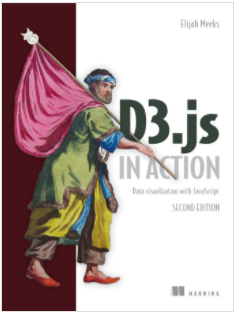 Elijah Meeks
D3.js
IN ACTION
Data visualization with JavaScript
SECOND EDITION
MANNING